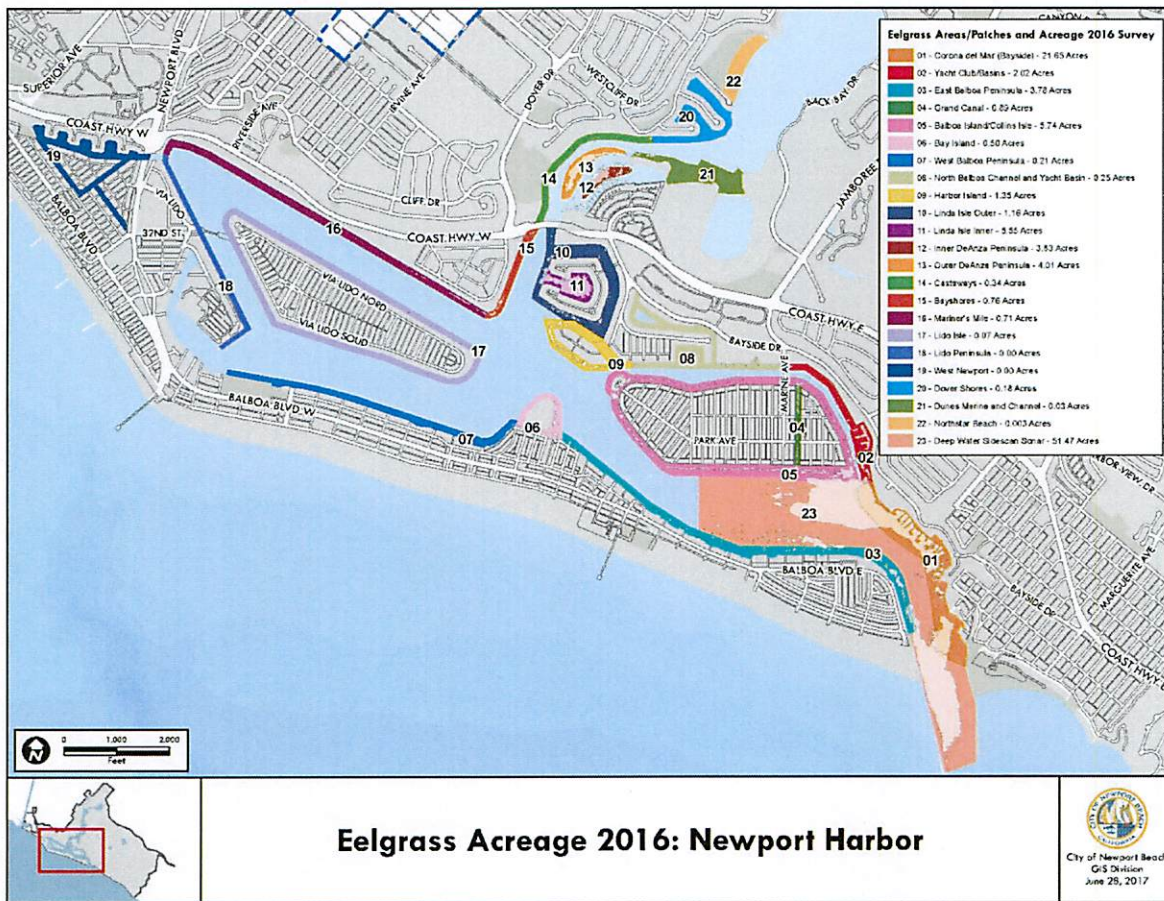 Eelgrass Areas/Patches and Acreage 2016 Survey
01 - Corona del Mar (Bayside) - 21.65 Acres
02 - Yacht Club/Basins - 2.02 Acres
03 - East Balboa Peninsula - 3.78 Acres
04 - Grand Canal - 0.89 Acres
05 - Balboa Island/Collins Isle - 5.74 Acres
06 - Bay Island - 0.50 Acres
07 - West Balboa Peninsula - 0.21 Acres
08 - North Balboa Channel and Yacht Basin - 0.25 Acres
09 - Harbor Island - 1.35 Acres
10 - Linda Isle Outer - 1.16 Acres
11 - Linda Isle Inner - Acres
12 - Inner DeAnza Peninsula - Acres
13 - Outer DeAnza Peninsula - 4.01 Acres
14 - Castaways - 0.34 Acres
15 - Bayshores - 0.76 Acres
16 - Mariner's Mile - 0.71 Acres
17 - Lido Isle - 0.07 Acres
18 - Lido Peninsula - 0.00 Acres
19 - West Newport - 0.00 Acres
20 - Dover Shores - 0.18 Acres
21 - Dunes Marina and Channel - 0.03 Acres
22 - Northstar Beach - 0.003 Acres
23 - Deep Water Sidescan Sonar - 51.47 Acres
SUPERIOR AVE
NEWPORT BLVD
COAST HWY W
RIVERSIDE AVE
IRVINE AVE
DOVER DR
WESTCLIFF DR
BACK BAY DR
JAMBOREE
22
20
21
19
BALBOA BLVD
VIA LIDO
32ND ST
CLIFF DR
14
13
12
16
COAST HWY W
15
10
11
18
VIA LIDO NORD
VIA LIDO SOUD
17
COAST HWY E
BAYSIDE DR
09
08
MARINE AVE
BALBOA BLVD W
07
06
PARK AVE
04
05
02
23
03
01
BALBOA BLVD E
BAYSIDE DR
MARGUERITE AVE
COAST HWY E
N
0 1,000 2,000
Feet
Eelgrass Acreage 2016: Newport Harbor
CITY OF NEWPORT BEACH
CALIFORNIA
City of Newport Beach
GIS Division
June 28, 2017